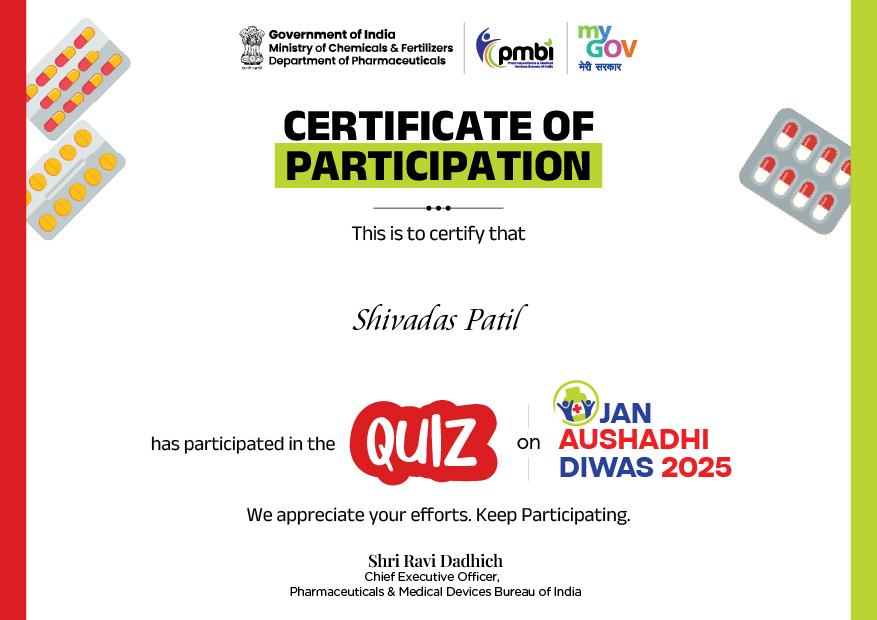 Government of India
Ministry of Chemicals & Fertilizers
Department of Pharmaceuticals
pmbi
Pharmaceuticals & Medical
Devices Bureau of India
my
GOV
मेरी सरकार
CERTIFICATE OF
PARTICIPATION
This is to certify that
Shivadas Patil
has participated in the QUIZ on
JAN
AUSHADHI
DIWAS 2025
We appreciate your efforts. Keep Participating.
Shri Ravi Dadhich
Chief Executive Officer,
Pharmaceuticals & Medical Devices Bureau of India